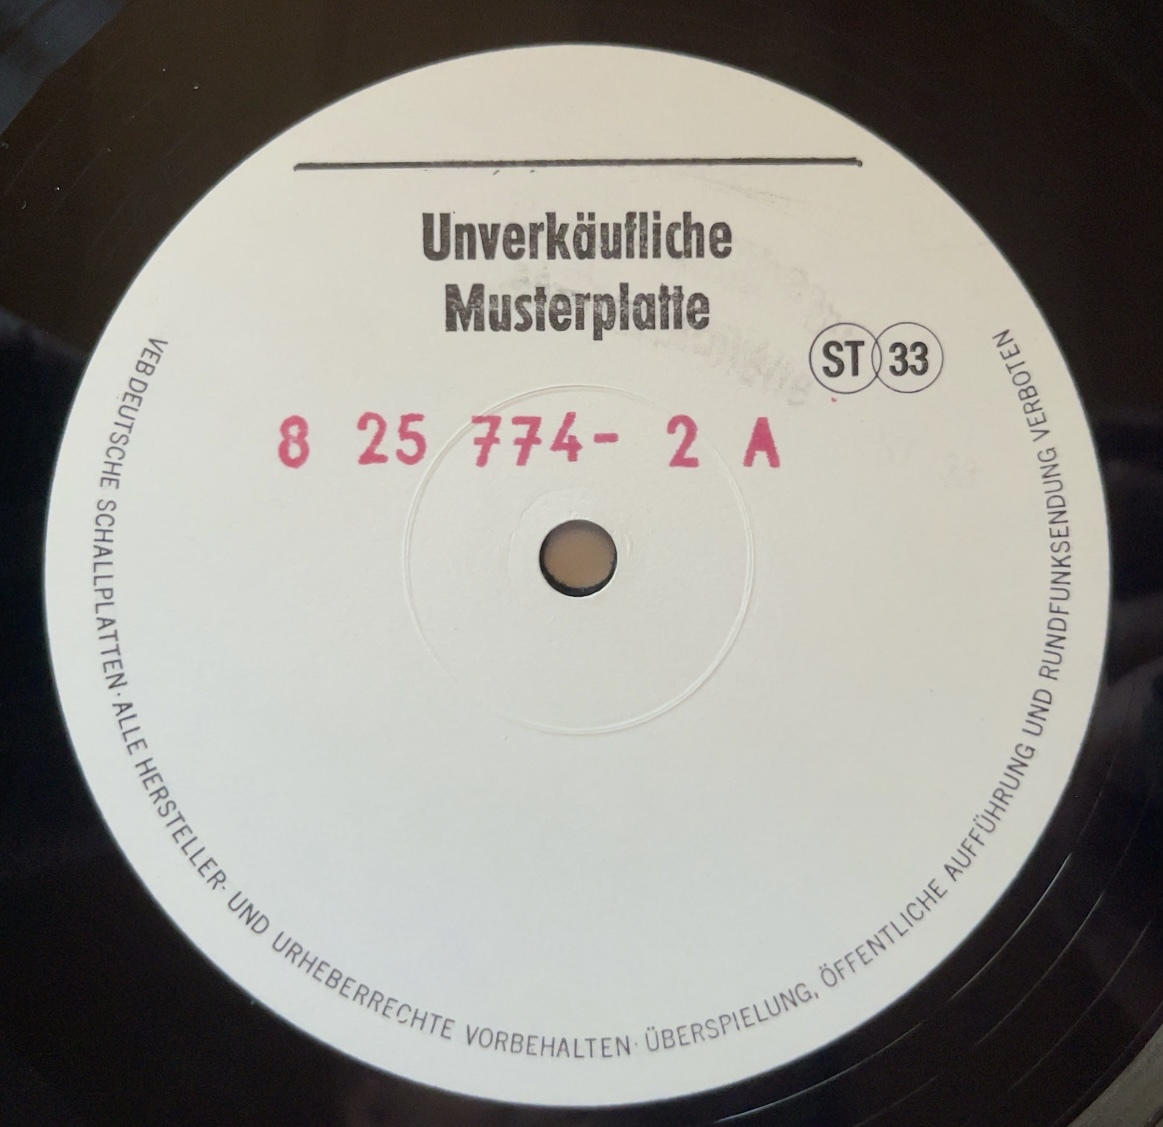 Unverkäufliche
Musterplatte
ST 33
8 25 774- 2 A
VEB DEUTSCHE SCHALLPLATTEN · ALLE HERSTELLER- UND URHEBERRECHTE VORBEHALTEN · ÜBERSPIELUNG, ÖFFENTLICHE AUFFÜHRUNG UND RUNDFUNKSENDUNG VERBOTEN